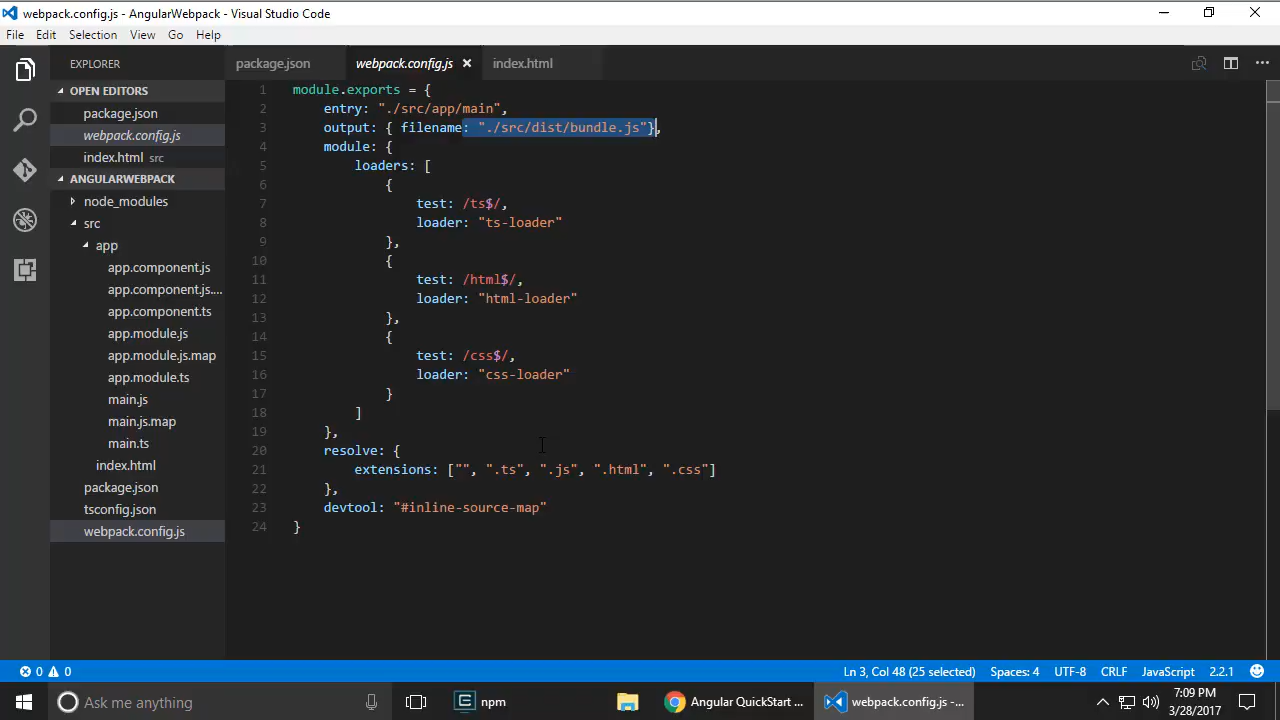 webpack.config.js - AngularWebpack - Visual Studio Code
File Edit Selection View Go Help
EXPLORER
OPEN EDITORS
package.json
webpack.config.js
index.html src
ANGULARWEBPACK
node_modules
src
app
app.component.js
app.component.js....
app.component.ts
app.module.js
app.module.js.map
app.module.ts
main.js
main.js.map
main.ts
index.html
package.json
tsconfig.json
webpack.config.js
package.json webpack.config.js index.html
1 module.exports = {
2 entry: "./src/app/main",
3 output: { filename: "./src/dist/bundle.js"},
4 module: {
5 loaders: [
6 {
7 test: /ts$/,
8 loader: "ts-loader"
9 },
10 {
11 test: /html$/,
12 loader: "html-loader"
13 },
14 {
15 test: /css$/,
16 loader: "css-loader"
17 }
18 ]
19 },
20 resolve: {
21 extensions: ["", ".ts", ".js", ".html", ".css"]
22 },
23 devtool: "#inline-source-map"
24 }
0 0 Ln 3, Col 48 (25 selected) Spaces: 4 UTF-8 CRLF JavaScript 2.2.1
Ask me anything npm Angular QuickStart ... webpack.config.js -... 7:09 PM
3/28/2017